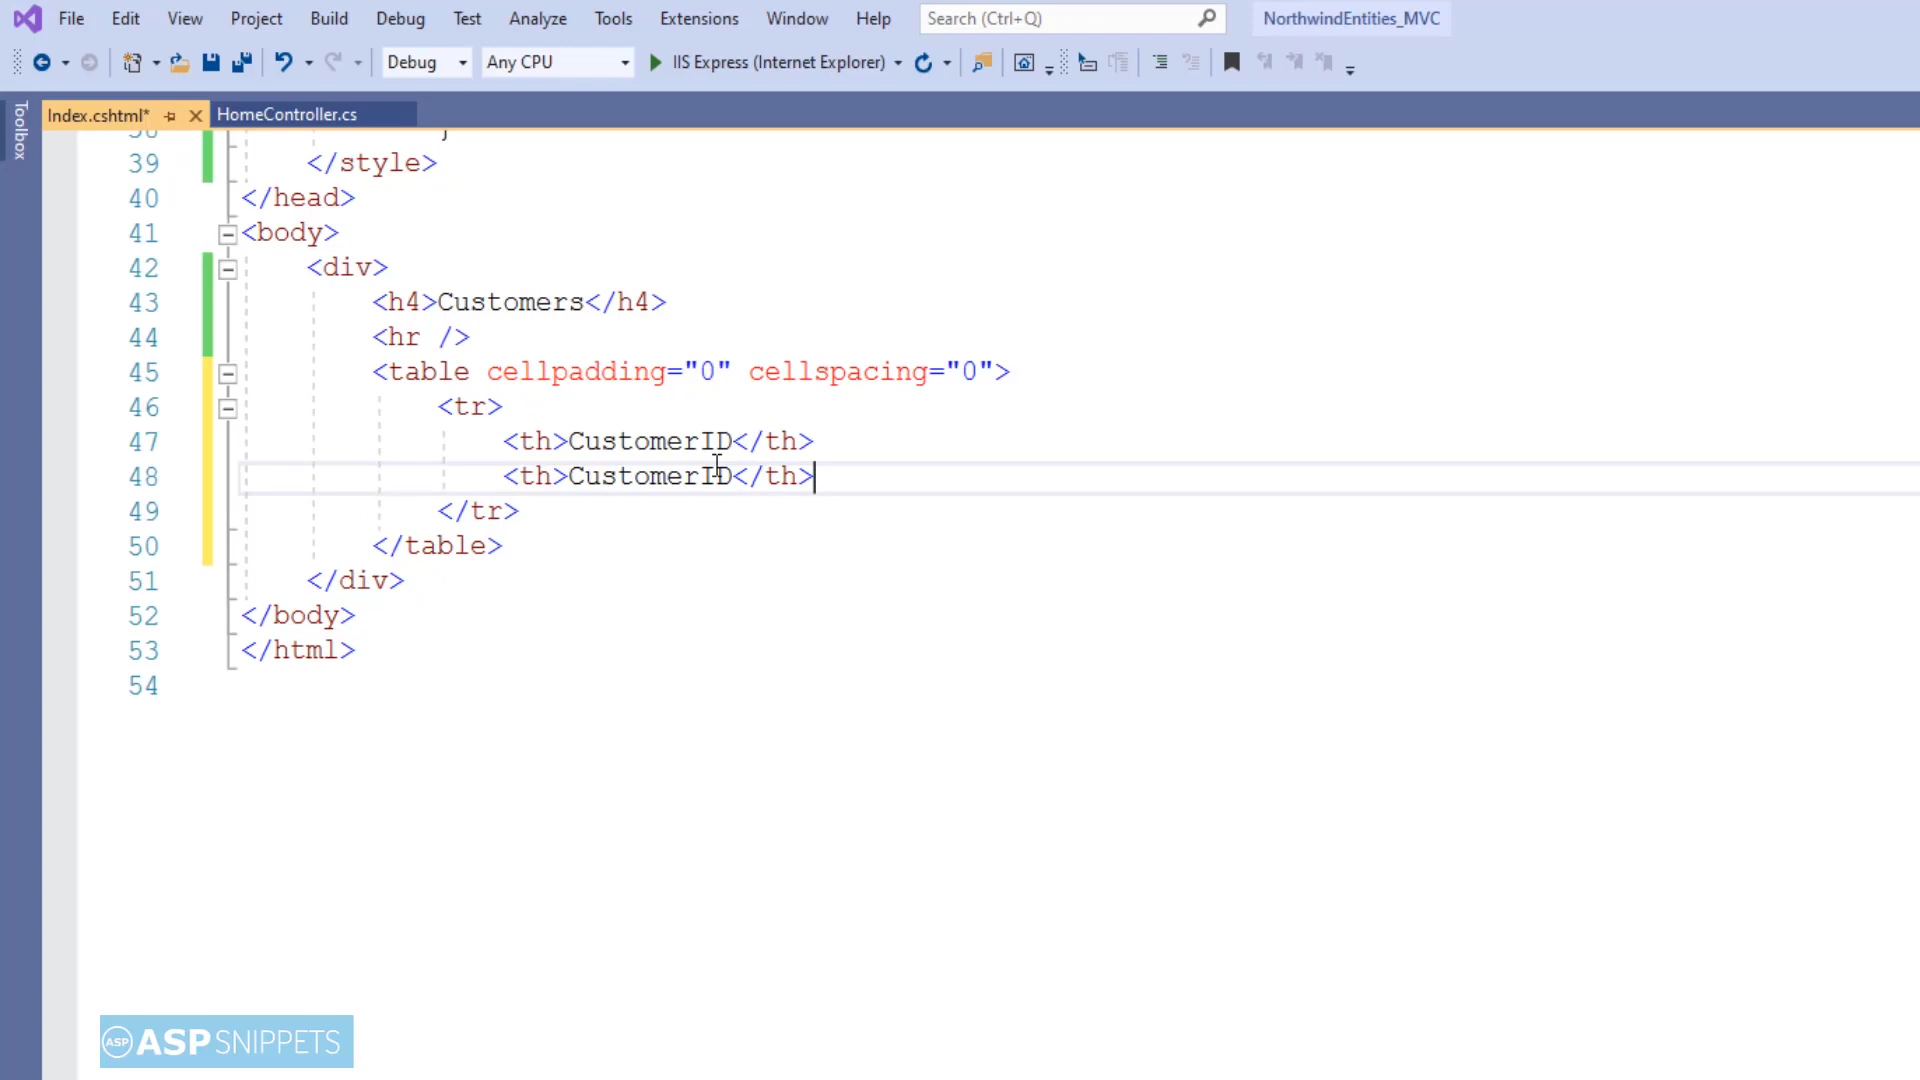 File Edit View Project Build Debug Test Analyze Tools Extensions Window Help Search (Ctrl+Q) NorthwindEntities_MVC
Debug Any CPU IIS Express (Internet Explorer)
Toolbox
Index.cshtml* HomeController.cs
39 </style>
40 </head>
41 <body>
42 <div>
43 <h4>Customers</h4>
44 <hr />
45 <table cellpadding="0" cellspacing="0">
46 <tr>
47 <th>CustomerID</th>
48 <th>CustomerID</th>
49 </tr>
50 </table>
51 </div>
52 </body>
53 </html>
54
ASP ASPSNIPPETS